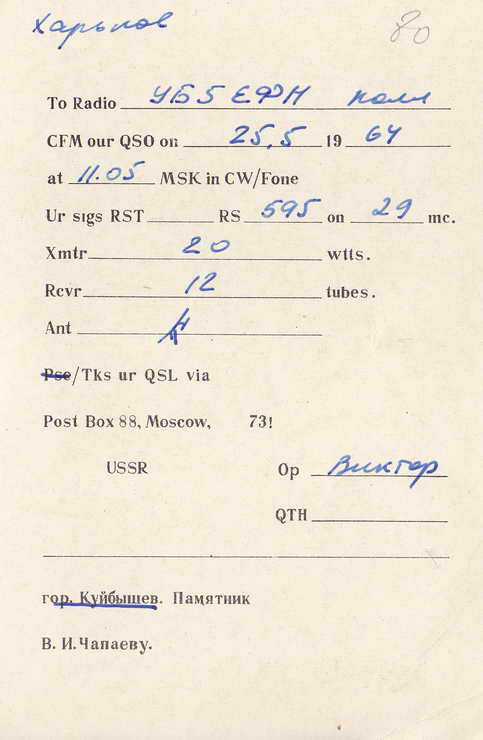 Харьков
80
To Radio УБ5ЕФН колл
CFM our QSO on 25.5 19 64
at 11.05 MSK in CW/Fone
Ur sigs RST RS 595 on 29 mc.
Xmtr 20 wtts.
Rcvr 12 tubes.
Ant
Pse/Tks ur QSL via
Post Box 88, Moscow, 73!
USSR Op Виктор
QTH
гор. Куйбышев. Памятник
В. И. Чапаеву.